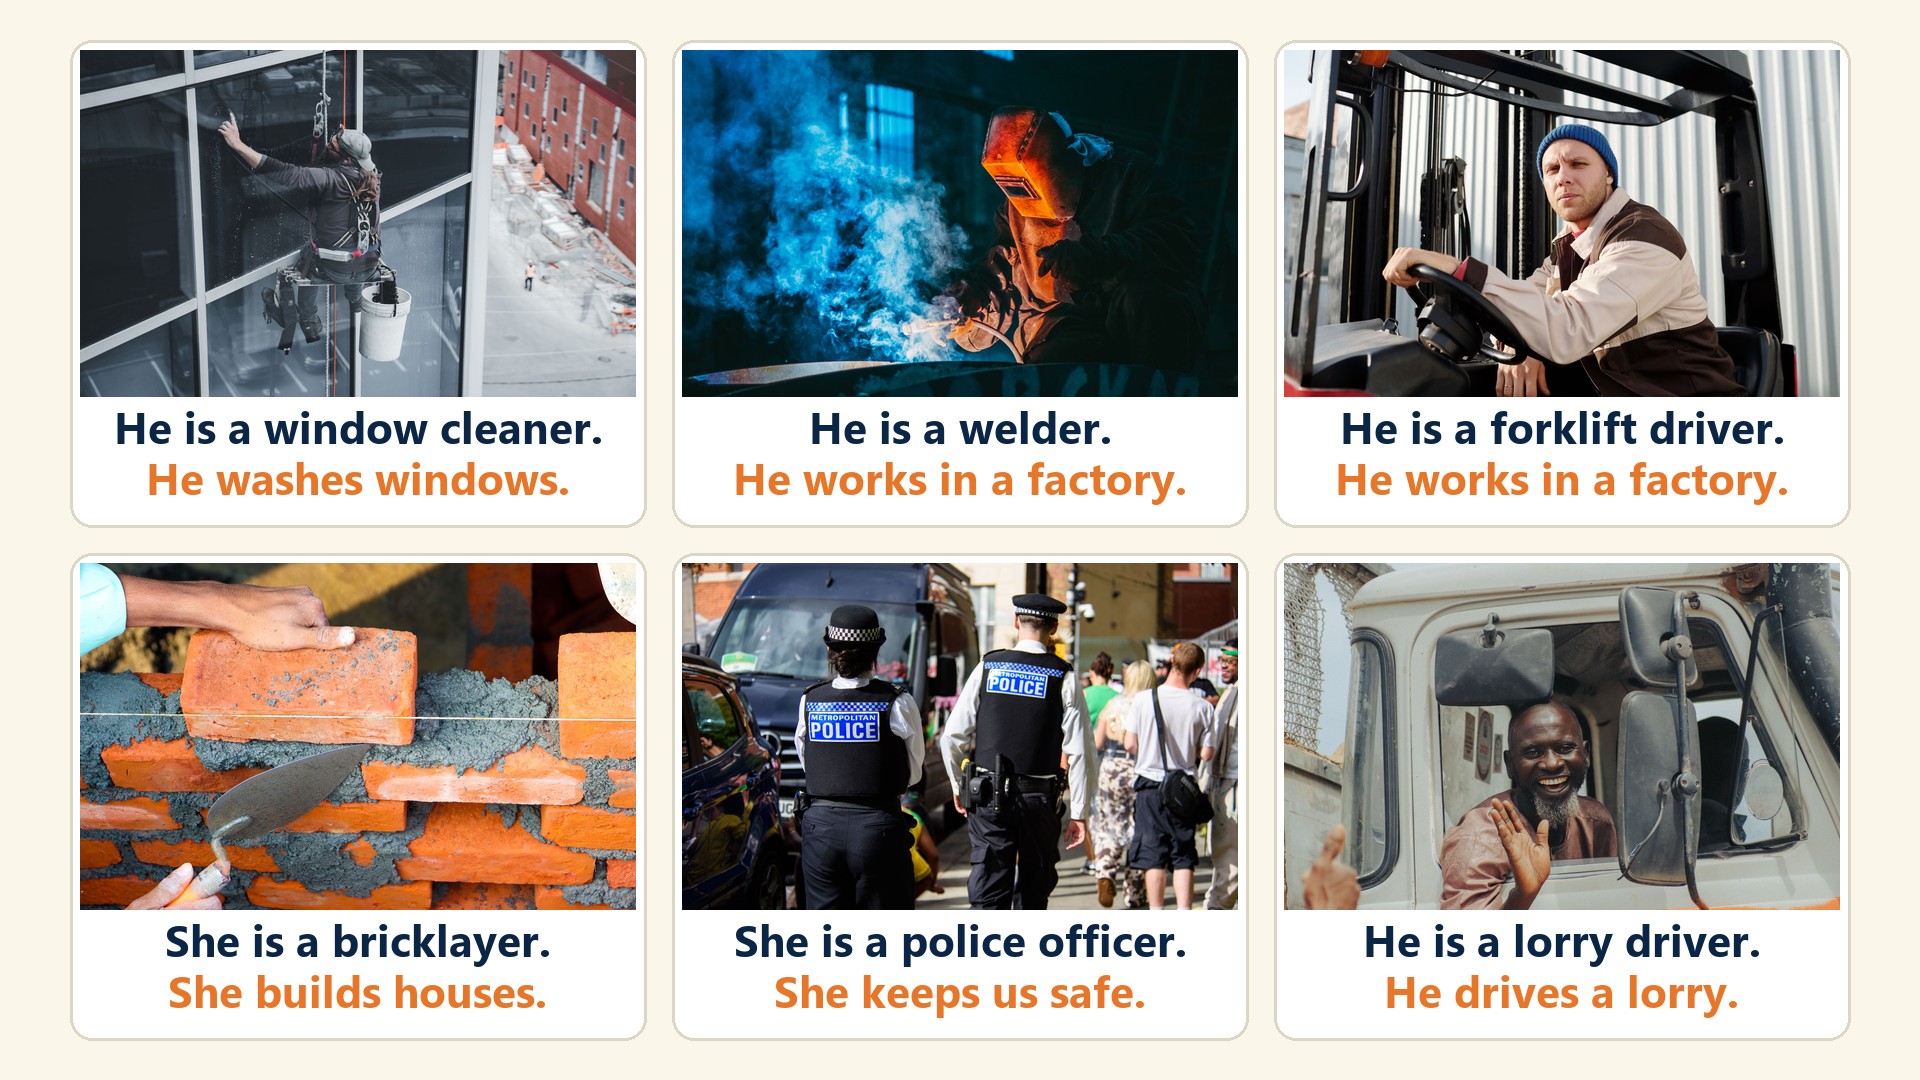 He is a window cleaner.
He washes windows.
He is a welder.
He works in a factory.
He is a forklift driver.
He works in a factory.
She is a bricklayer.
She builds houses.
METROPOLITAN
POLICE
METROPOLITAN
POLICE
She is a police officer.
She keeps us safe.
He is a lorry driver.
He drives a lorry.